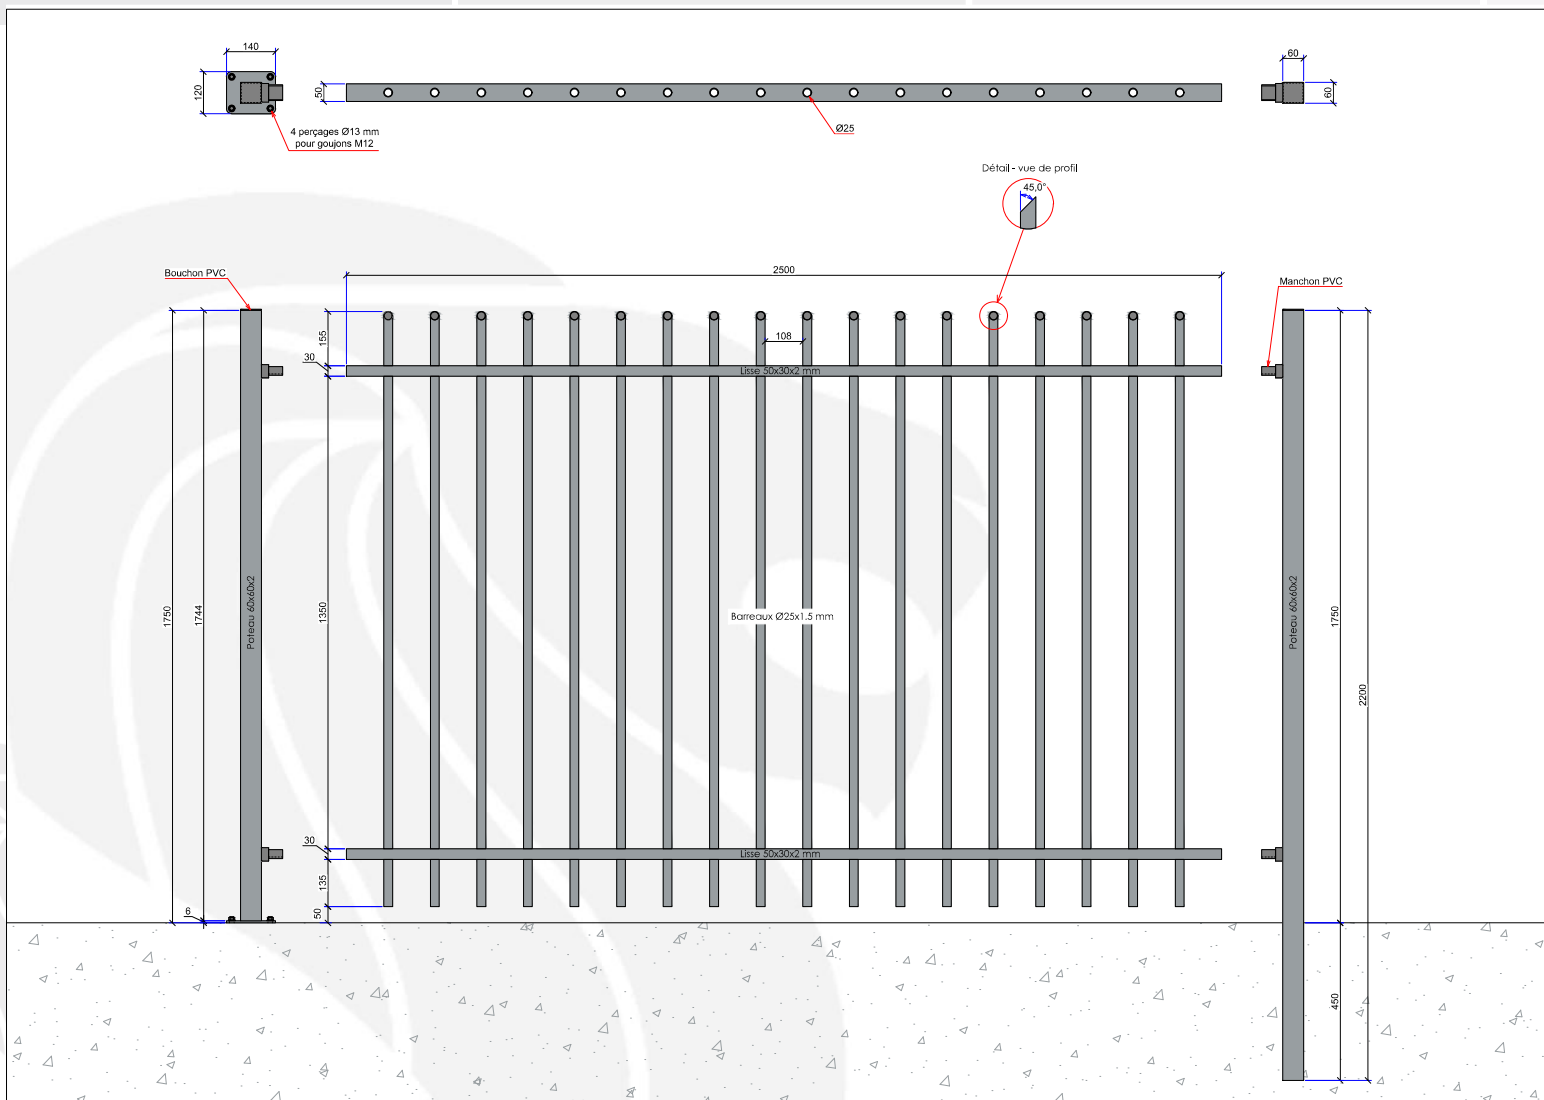 140
120
50
60
60
4 perçages Ø13 mm
pour goujons M12
Ø25
Détail - vue de profil
45,0°
Bouchon PVC
2500
Manchon PVC
155
30
108
Lisse 50x30x2 mm
1750
1744
Poteau 60x60x2
1350
Barreaux Ø25x1.5 mm
Poteau 60x60x2
1750
2200
30
Lisse 50x30x2 mm
135
6
50
450